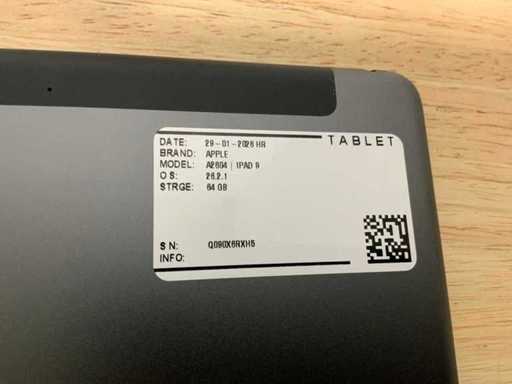 TABLET
DATE: 29-01-2026 HR
BRAND: APPLE
MODEL: A2604 | IPAD 9
OS: 26.2.1
STRGE: 64 GB
SN: Q090X6RXH5
INFO: